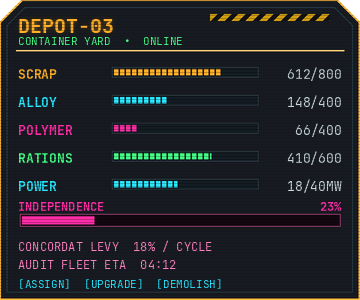 DEPOT-03
CONTAINER YARD • ONLINE
SCRAP 612/800
ALLOY 148/400
POLYMER 66/400
RATIONS 410/600
POWER 18/40MW
INDEPENDENCE 23%
CONCORDAT LEVY 18% / CYCLE
AUDIT FLEET ETA 04:12
[ASSIGN] [UPGRADE] [DEMOLISH]